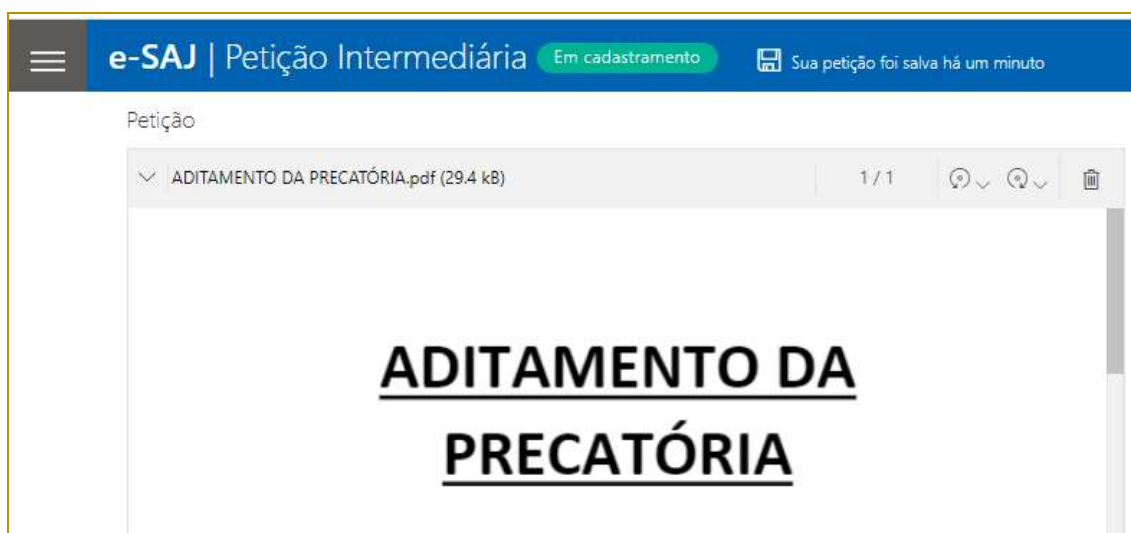 e-SAJ | Petição Intermediária Em cadastramento Sua petição foi salva há um minuto
Petição
ADITAMENTO DA PRECATÓRIA.pdf (29.4 kB) 1 / 1
ADITAMENTO DA
PRECATÓRIA